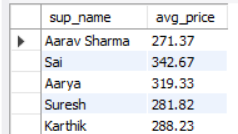 sup_name avg_price
Aarav Sharma 271.37
Sai 342.67
Aarya 319.33
Suresh 281.82
Karthik 288.23